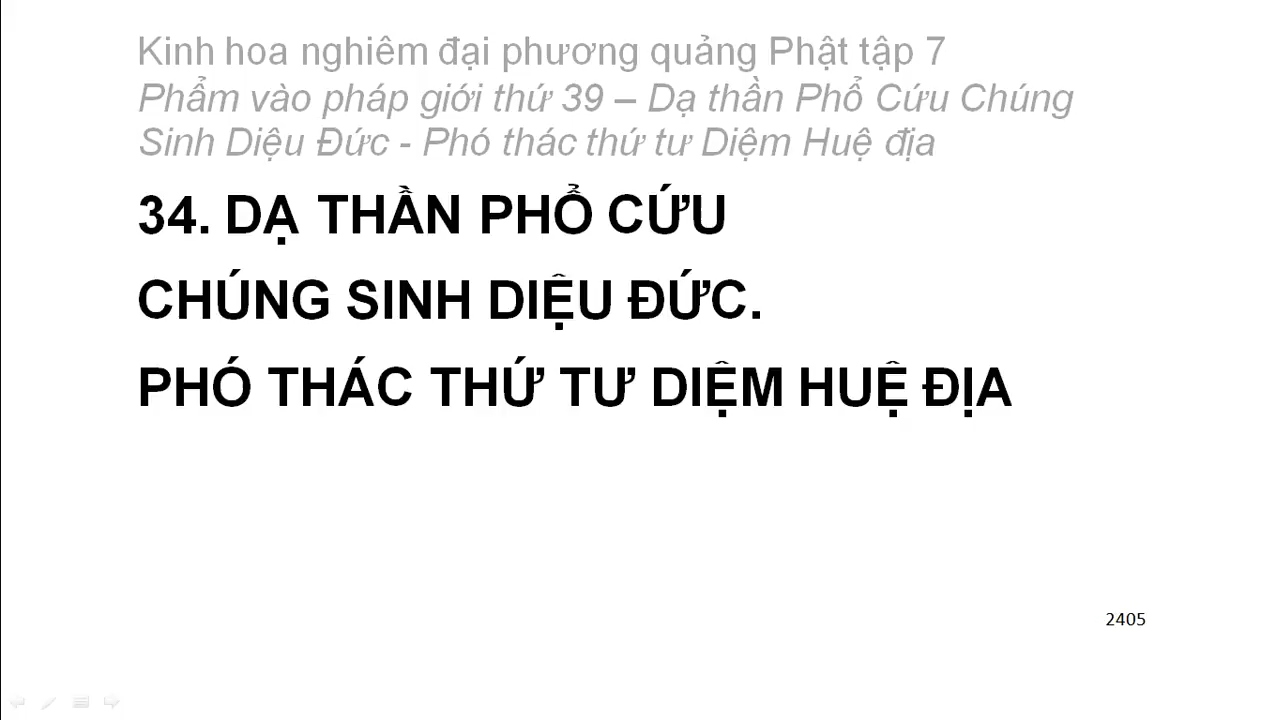 Kinh hoa nghiêm đại phương quảng Phật tập 7
Phẩm vào pháp giới thứ 39 – Dạ thần Phổ Cứu Chúng
Sinh Diệu Đức - Phó thác thứ tư Diệm Huệ địa
34. DẠ THẦN PHỔ CỨU
CHÚNG SINH DIỆU ĐỨC.
PHÓ THÁC THỨ TƯ DIỆM HUỆ ĐỊA
2405